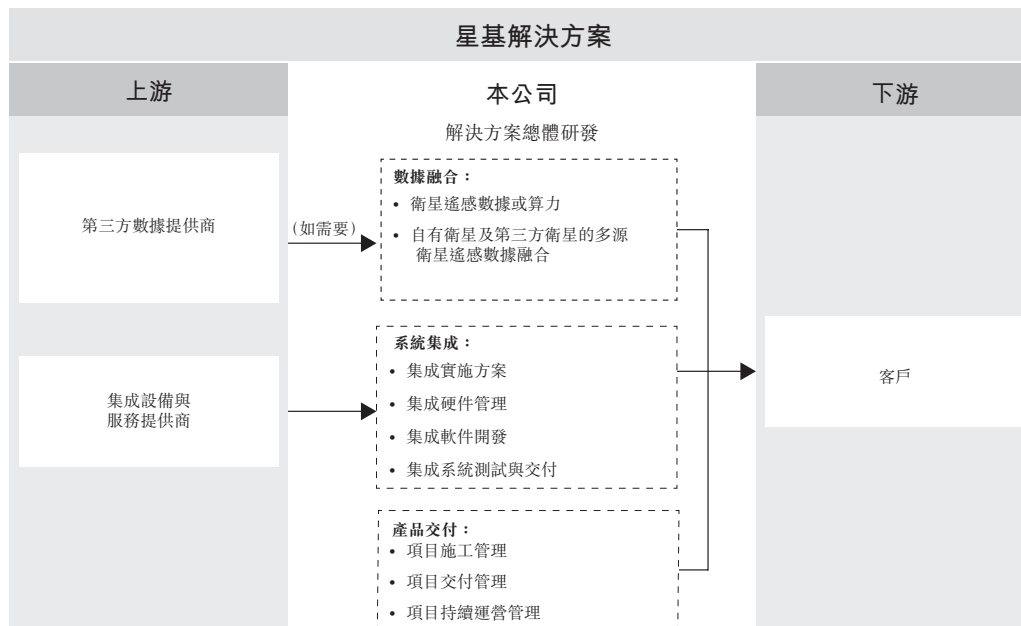 星基解決方案
上游
本公司
下游
解決方案總體研發
第三方數據提供商
(如需要)
數據融合：
• 衛星遙感數據或算力
• 自有衛星及第三方衛星的多源
衛星遙感數據融合
集成設備與
服務提供商
系統集成：
• 集成實施方案
• 集成硬件管理
• 集成軟件開發
• 集成系統測試與交付
產品交付：
• 項目施工管理
• 項目交付管理
• 項目持續運營管理
客戶